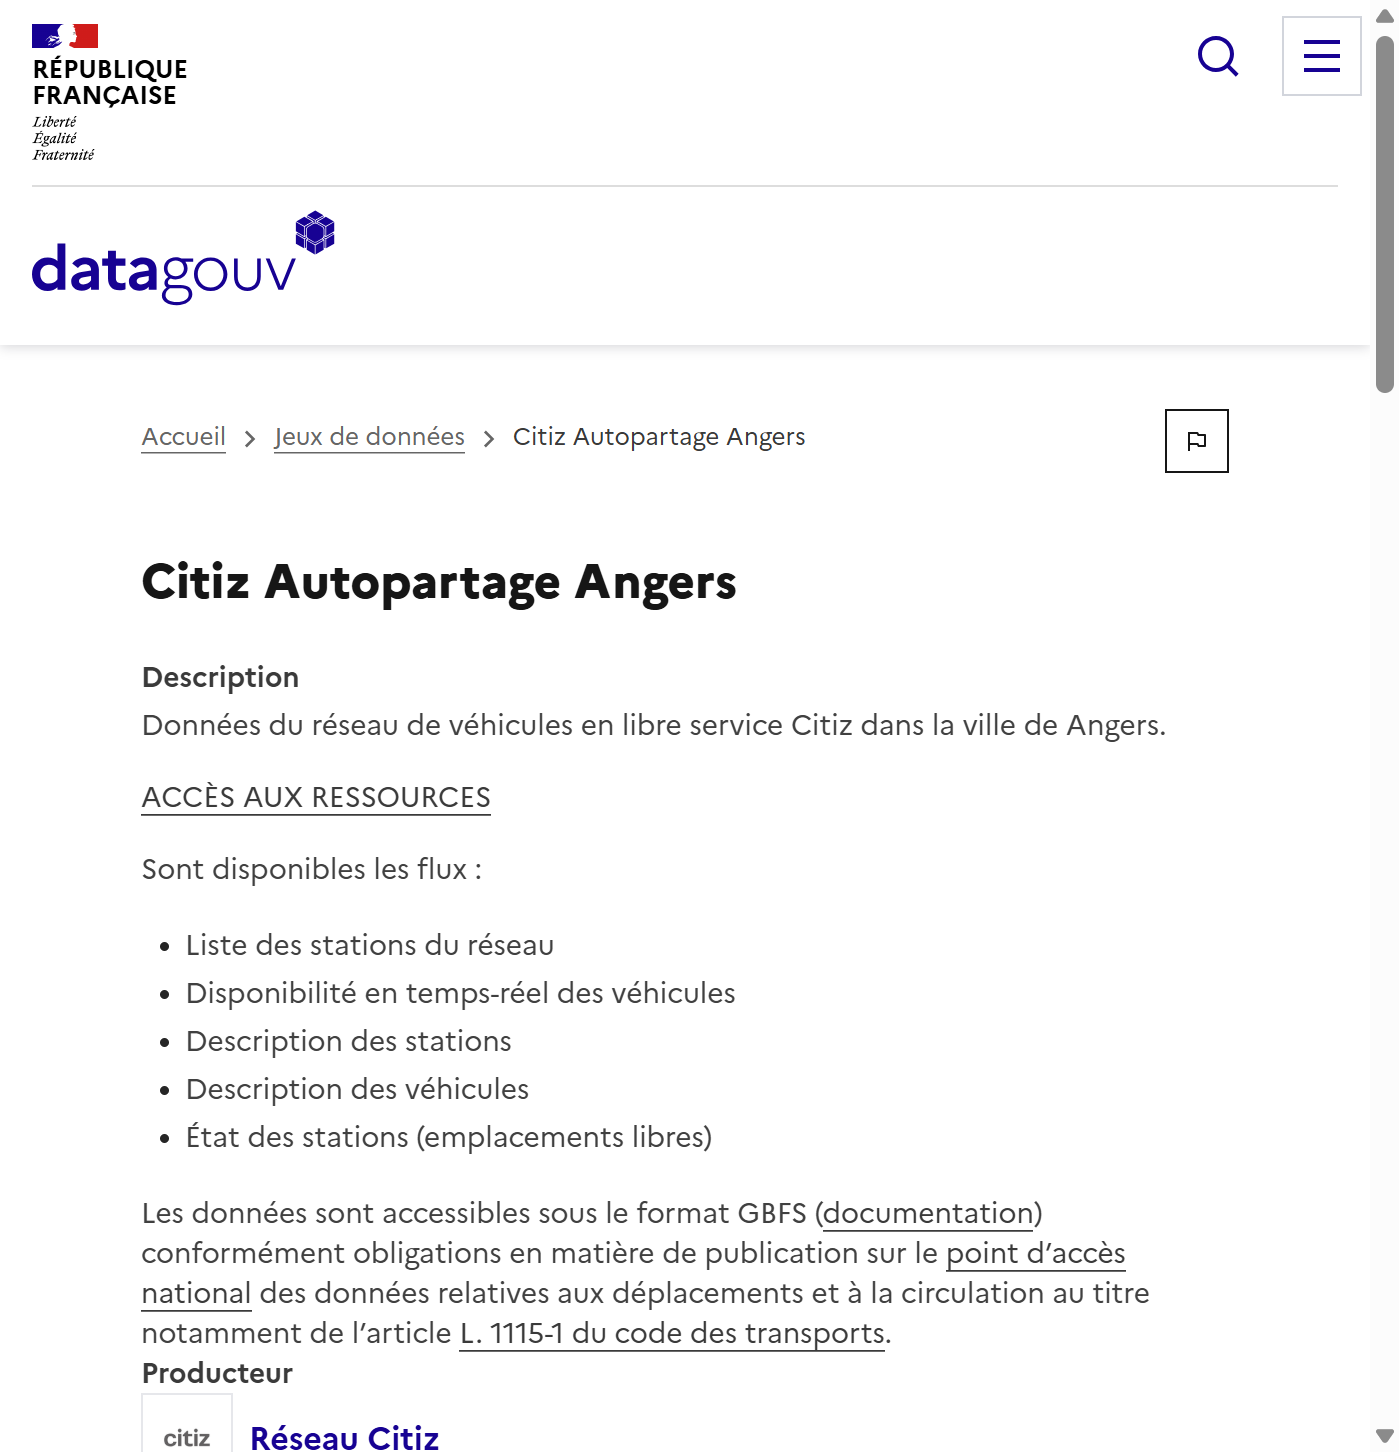 RÉPUBLIQUE
FRANÇAISE
Liberté
Égalité
Fraternité
datagouv
Accueil > Jeux de données > Citiz Autopartage Angers
Citiz Autopartage Angers
Description
Données du réseau de véhicules en libre service Citiz dans la ville de Angers.
ACCÈS AUX RESSOURCES
Sont disponibles les flux :
• Liste des stations du réseau
• Disponibilité en temps-réel des véhicules
• Description des stations
• Description des véhicules
• État des stations (emplacements libres)
Les données sont accessibles sous le format GBFS (documentation)
conformément obligations en matière de publication sur le point d’accès
national des données relatives aux déplacements et à la circulation au titre
notamment de l’article L. 1115-1 du code des transports.
Producteur
citiz Réseau Citiz